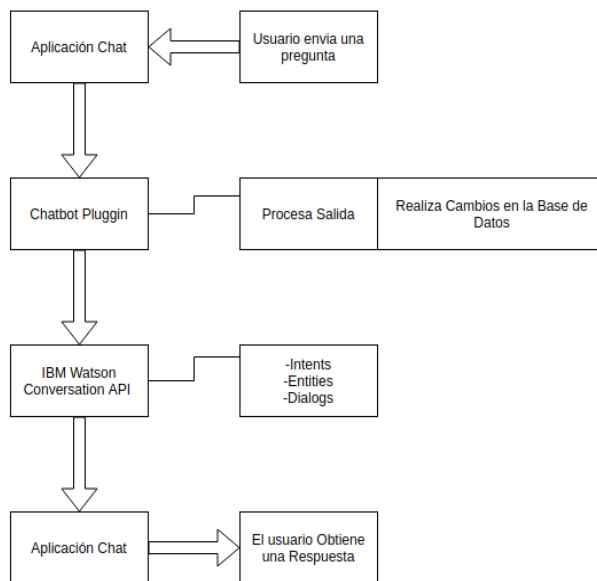 Aplicación Chat
Usuario envia una
pregunta
Chatbot Pluggin
Procesa Salida
Realiza Cambios en la Base de
Datos
IBM Watson
Conversation API
-Intents
-Entities
-Dialogs
Aplicación Chat
El usuario Obtiene
una Respuesta